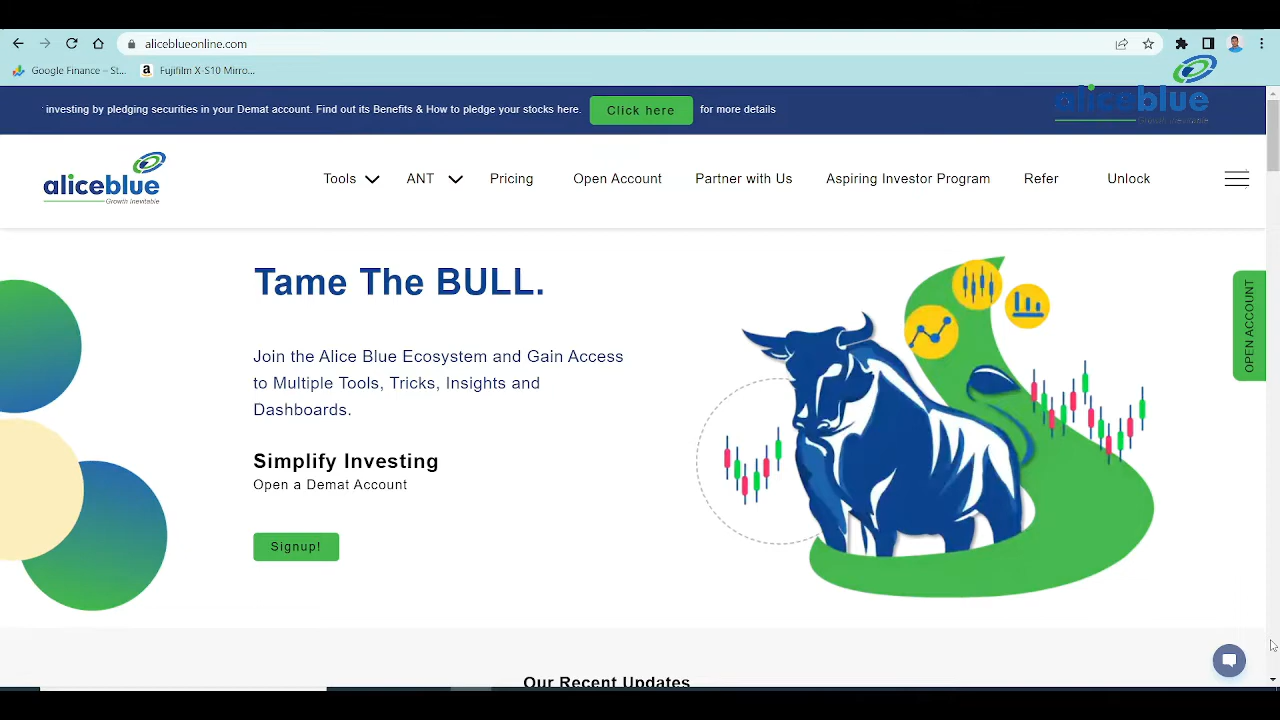 aliceblueonline.com
Google Finance – St...
Fujifilm X-S10 Mirro...
investing by pledging securities in your Demat account. Find out its Benefits & How to pledge your stocks here. Click here for more details
aliceblue
Growth Inevitable
aliceblue
Growth Inevitable
Tools ANT Pricing Open Account Partner with Us Aspiring Investor Program Refer Unlock
Tame The BULL.
Join the Alice Blue Ecosystem and Gain Access
to Multiple Tools, Tricks, Insights and
Dashboards.
Simplify Investing
Open a Demat Account
Signup!
OPEN ACCOUNT
Our Recent Updates